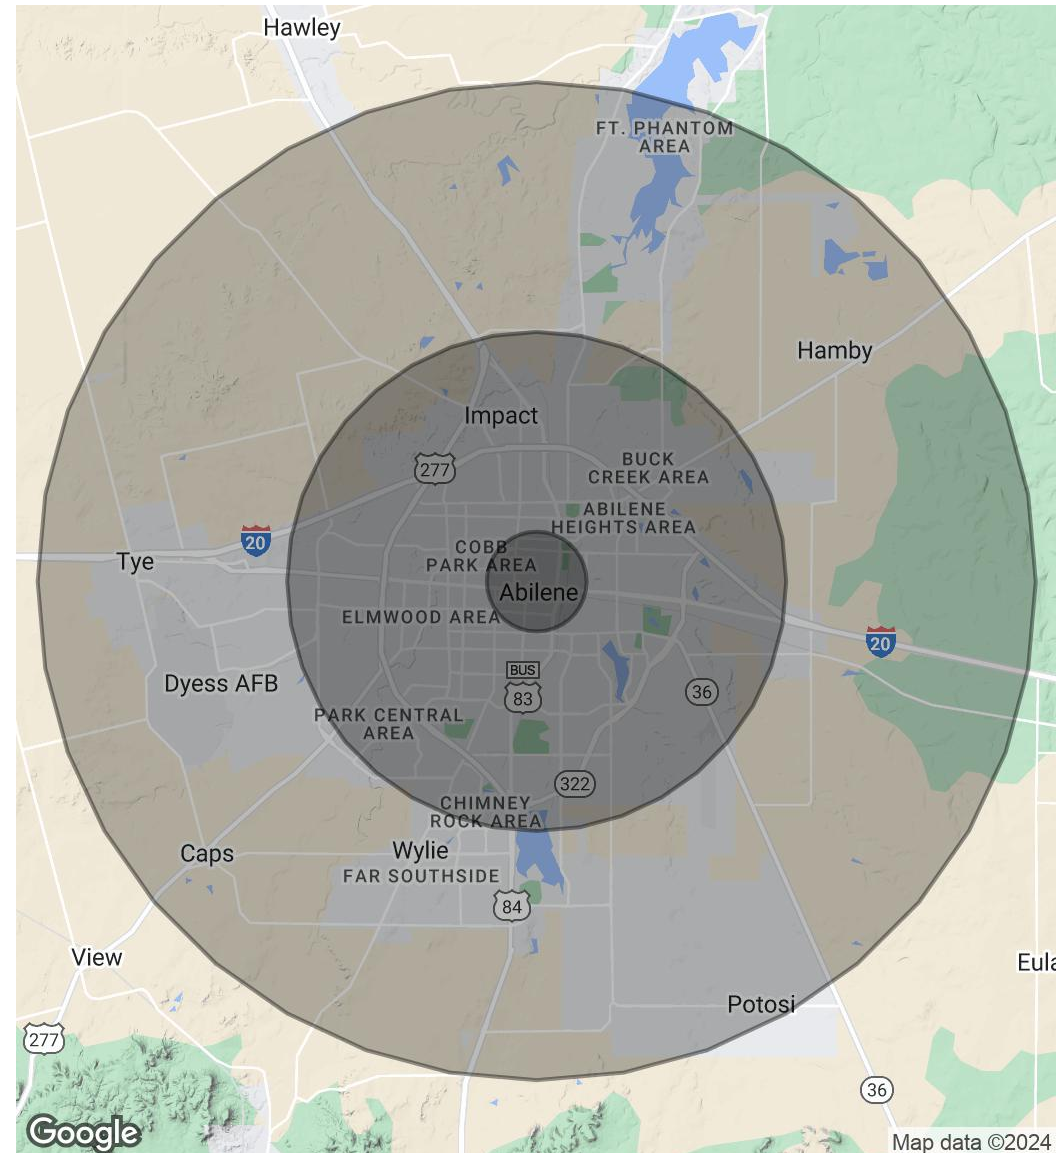 Hawley
FT. PHANTOM
AREA
Hamby
Impact
BUCK
CREEK AREA
277
ABILENE
HEIGHTS AREA
20
COBB
PARK AREA
Tye
Abilene
ELMWOOD AREA
20
BUS
83
Dyess AFB
36
PARK CENTRAL
AREA
322
CHIMNEY
ROCK AREA
Caps
Wylie
FAR SOUTHSIDE
84
View
Eula
Potosi
277
36
Google
Map data ©2024